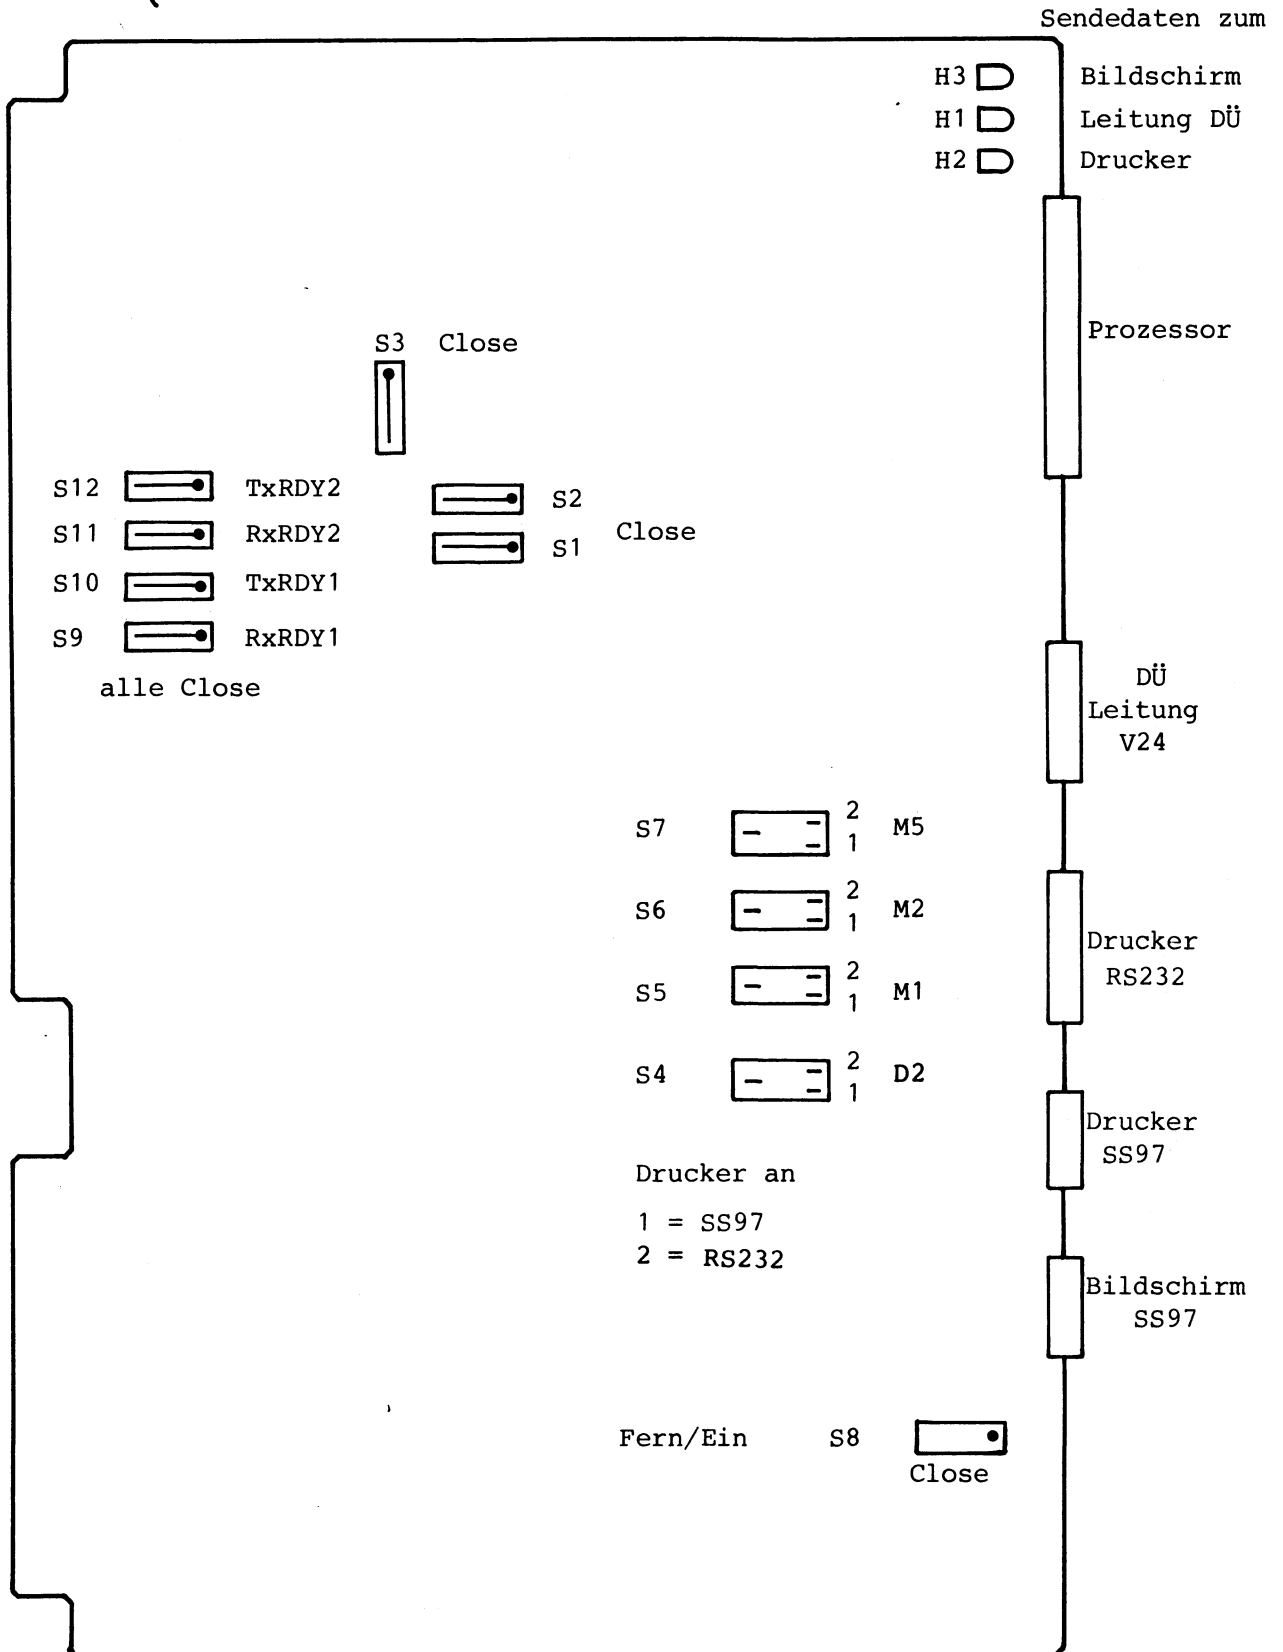 Sendedaten zum
H3 Bildschirm
H1 Leitung DÜ
H2 Drucker
Prozessor
S3 Close
S12 TxRDY2
S11 RxRDY2
S10 TxRDY1
S9 RxRDY1
alle Close
S2
S1
Close
DÜ
Leitung
V24
S7 2 1 M5
S6 2 1 M2
S5 2 1 M1
S4 2 1 D2
Drucker
RS232
Drucker
SS97
Drucker an
1 = SS97
2 = RS232
Bildschirm
SS97
Fern/Ein S8
Close